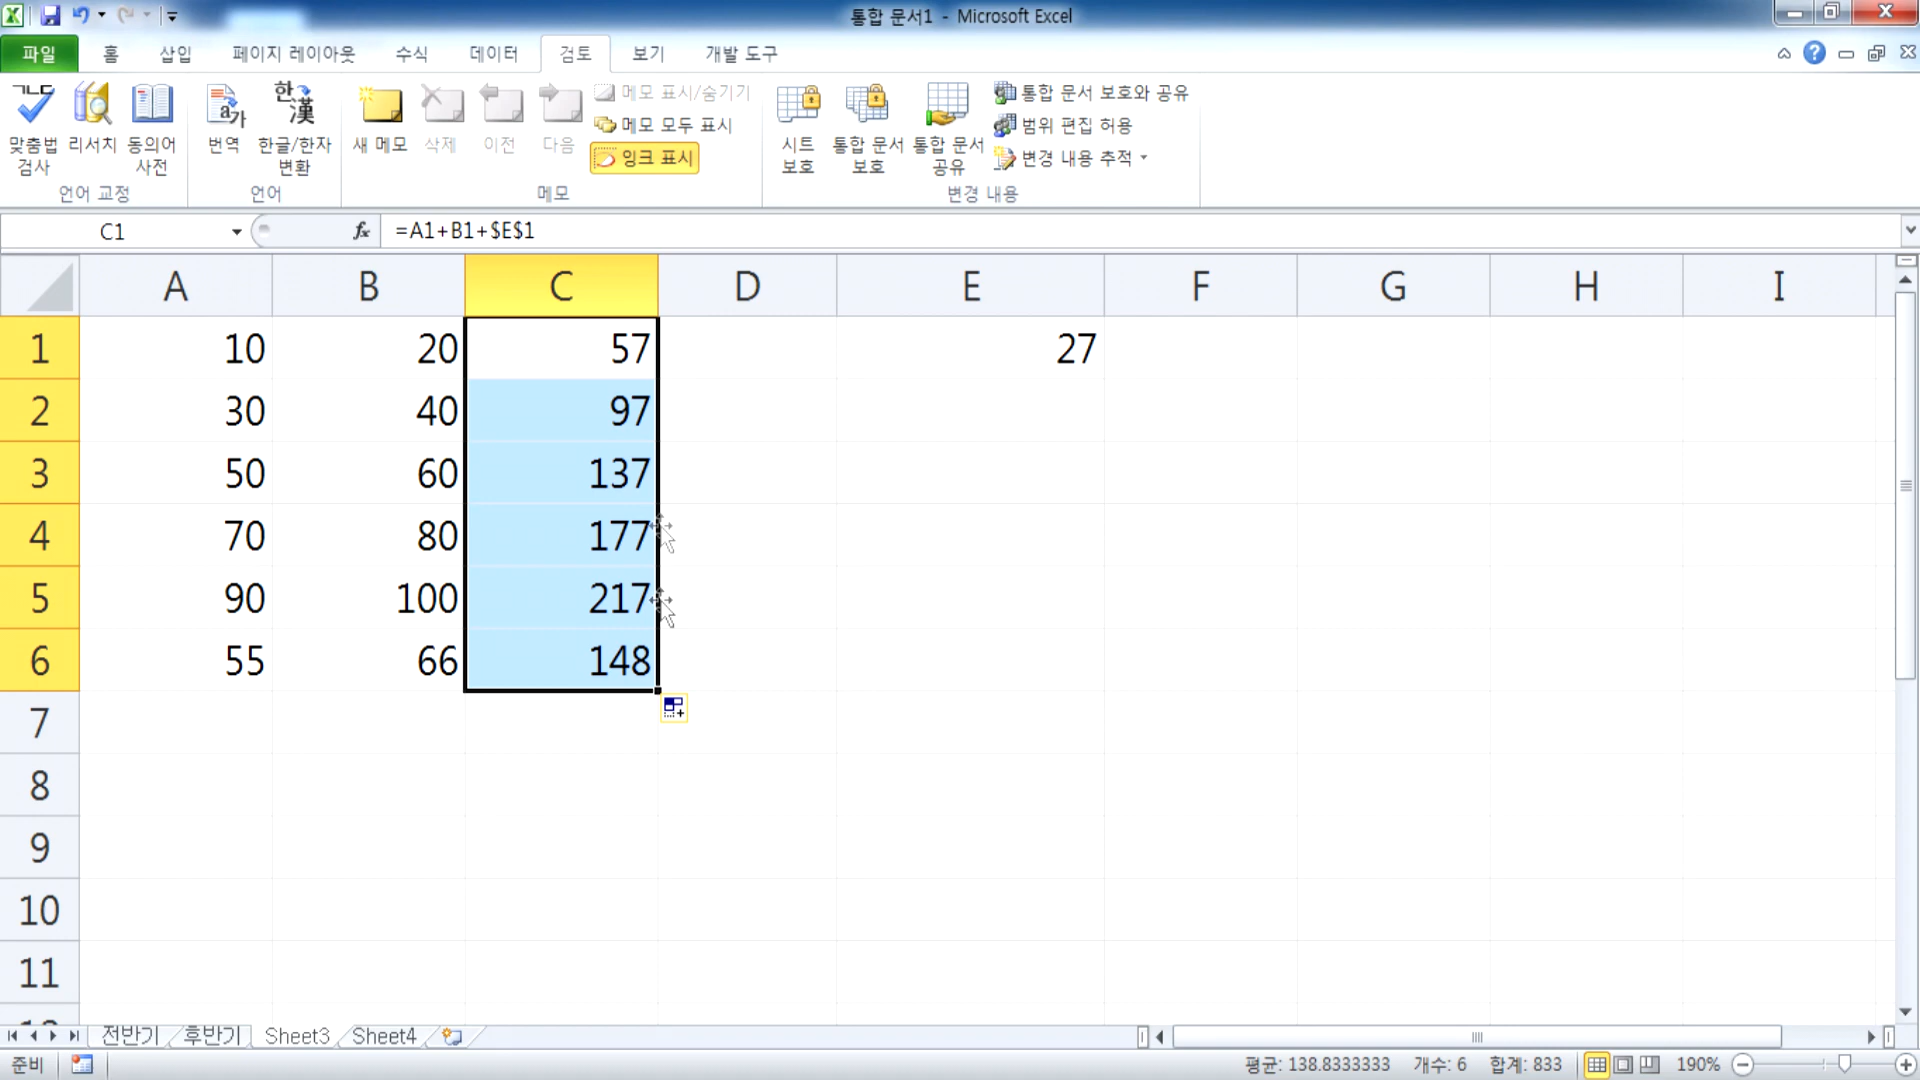 통합 문서1 - Microsoft Excel
파일 홈 삽입 페이지 레이아웃 수식 데이터 검토 보기 개발 도구
맞춤법 검사 리서치 동의어 사전
언어 교정
번역 한글/한자 변환
언어
새 메모 삭제 이전 다음
메모 표시/숨기기
메모 모두 표시
잉크 표시
메모
시트 보호 통합 문서 보호 통합 문서 공유
통합 문서 보호와 공유
범위 편집 허용
변경 내용 추적
변경 내용
C1 fx =A1+B1+$E$1
A B C D E F G H I
1 10 20 57 27
2 30 40 97
3 50 60 137
4 70 80 177
5 90 100 217
6 55 66 148
7
8
9
10
11
전반기 후반기 Sheet3 Sheet4
준비 평균: 138.8333333 개수: 6 합계: 833 190%